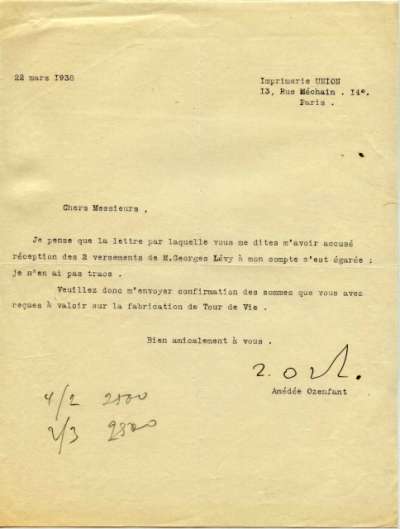 22 mars 1938
Imprimerie UNION
13, Rue Méchain . 14e.
Paris .
Chers Messieurs ,
Je pense que la lettre par laquelle vous me dites m'avoir accusé
réception des 2 versements de M.Georges Lévy à mon compte s'est égarée ;
je n'en ai pas trace .
Veuillez donc m'envoyer confirmation des sommes que vous avez
reçues à valoir sur la fabrication de Tour de Vie .
Bien amicalement à vous .
Amédée Ozenfant
4/2 2800
2/3 2800